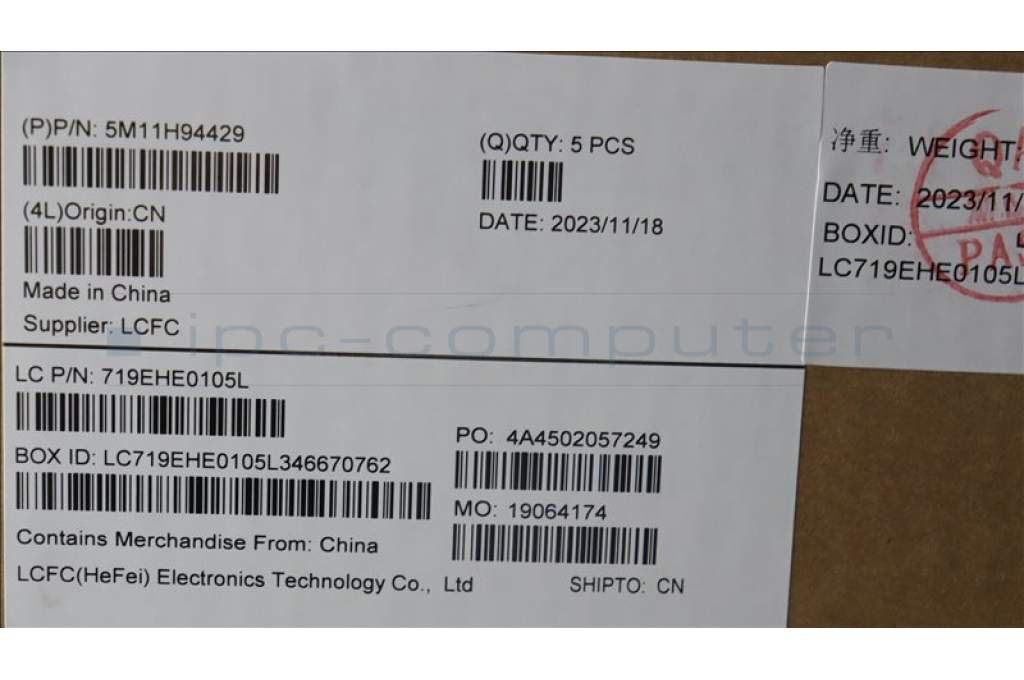 (P)P/N: 5M11H94429
(Q)QTY: 5 PCS
(4L)Origin:CN
DATE: 2023/11/18
Made in China
Supplier: LCFC
净重: WEIGHT:
DATE: 2023/11/
BOXID:
LC719EHE0105L
ipc-computer
LC P/N: 719EHE0105L
BOX ID: LC719EHE0105L346670762
PO: 4A4502057249
MO: 19064174
Contains Merchandise From: China
LCFC(HeFei) Electronics Technology Co., Ltd
SHIPTO: CN